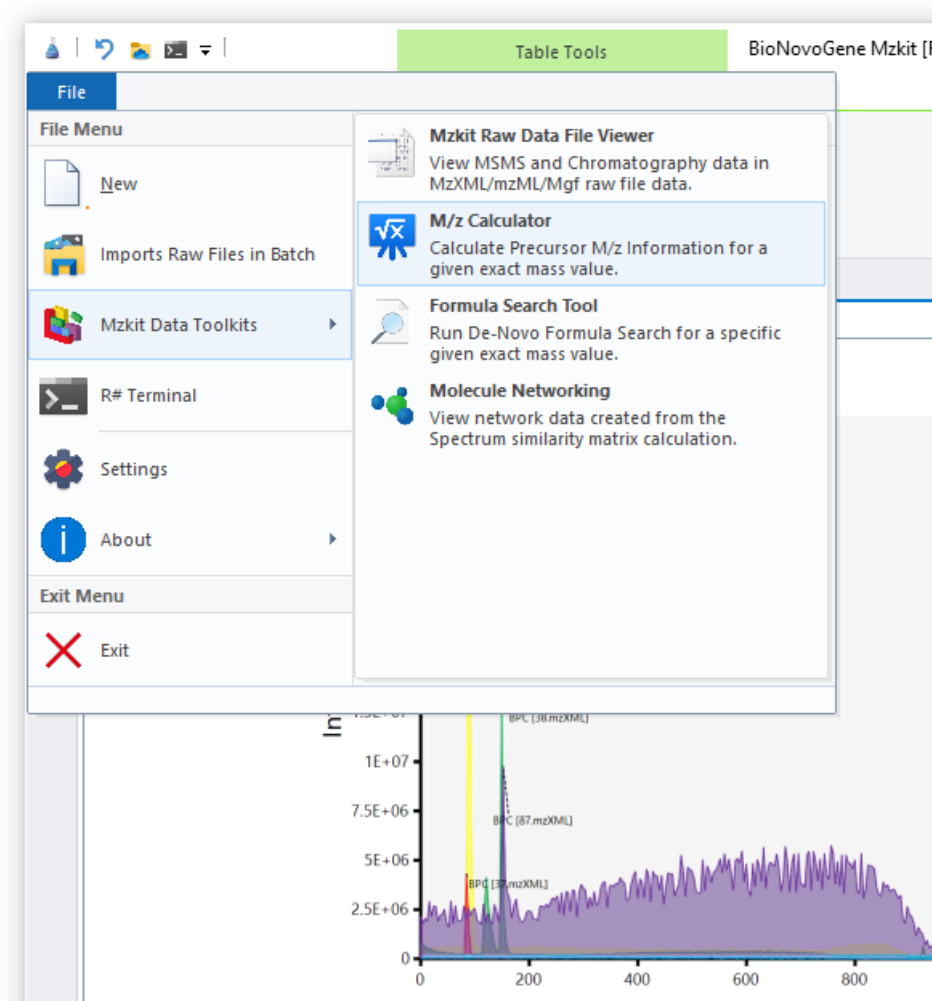 Table Tools
BioNovoGene Mzkit [
File
File Menu
New
Imports Raw Files in Batch
Mzkit Data Toolkits
R# Terminal
Settings
About
Exit Menu
Exit
Mzkit Raw Data File Viewer
View MSMS and Chromatography data in
MzXML/mzML/Mgf raw file data.
M/z Calculator
Calculate Precursor M/z Information for a
given exact mass value.
Formula Search Tool
Run De-Novo Formula Search for a specific
given exact mass value.
Molecule Networking
View network data created from the
Spectrum similarity matrix calculation.
BPC [38.mzXML]
1E+07
7.5E+06
BPC [87.mzXML]
5E+06
BPC [37.mzXML]
2.5E+06
0
0 200 400 600 800